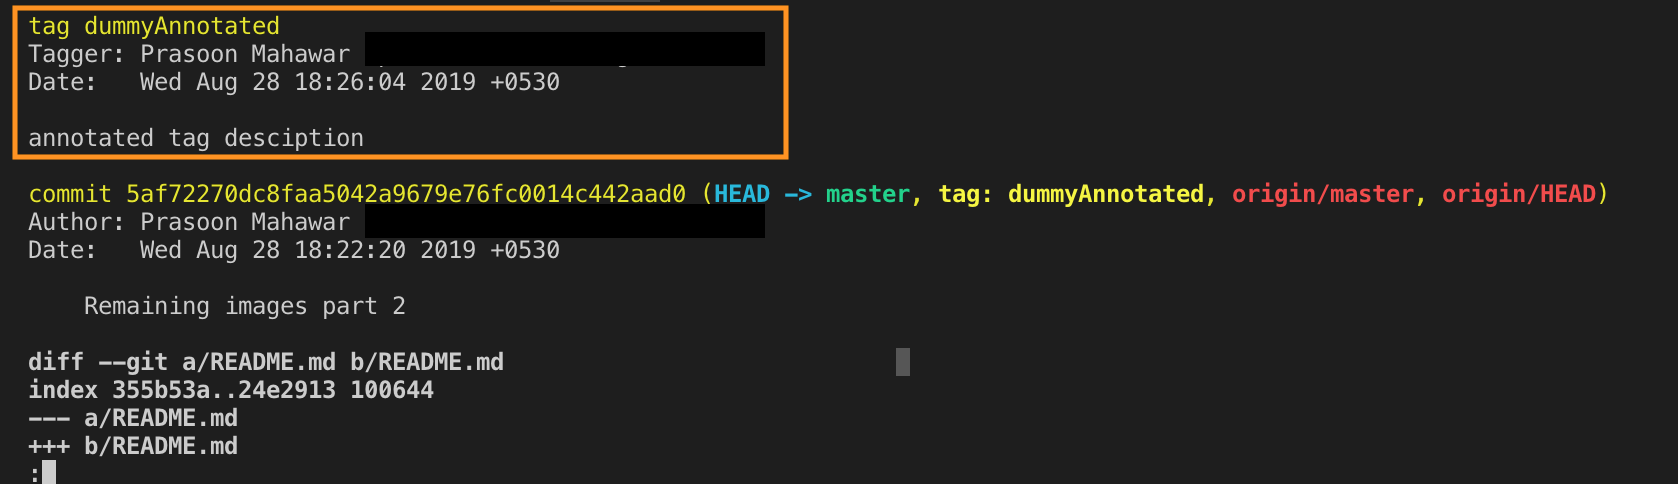 tag dummyAnnotated
Tagger: Prasoon Mahawar
Date:   Wed Aug 28 18:26:04 2019 +0530
annotated tag desciption
commit 5af72270dc8faa5042a9679e76fc0014c442aad0 (HEAD -> master, tag: dummyAnnotated, origin/master, origin/HEAD)
Author: Prasoon Mahawar
Date:   Wed Aug 28 18:22:20 2019 +0530
    Remaining images part 2
diff --git a/README.md b/README.md
index 355b53a..24e2913 100644
--- a/README.md
+++ b/README.md
: